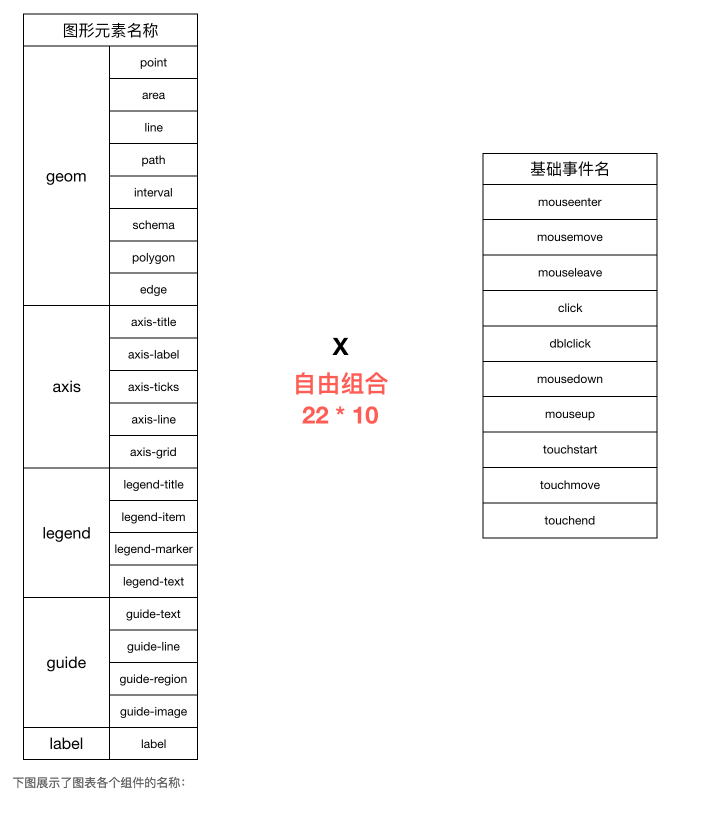 图形元素名称
geom
point
area
line
path
interval
schema
polygon
edge
axis
axis-title
axis-label
axis-ticks
axis-line
axis-grid
legend
legend-title
legend-item
legend-marker
legend-text
guide
guide-text
guide-line
guide-region
guide-image
label
label
X
自由组合
22 * 10
基础事件名
mouseenter
mousemove
mouseleave
click
dblclick
mousedown
mouseup
touchstart
touchmove
touchend
下图展示了图表各个组件的名称：